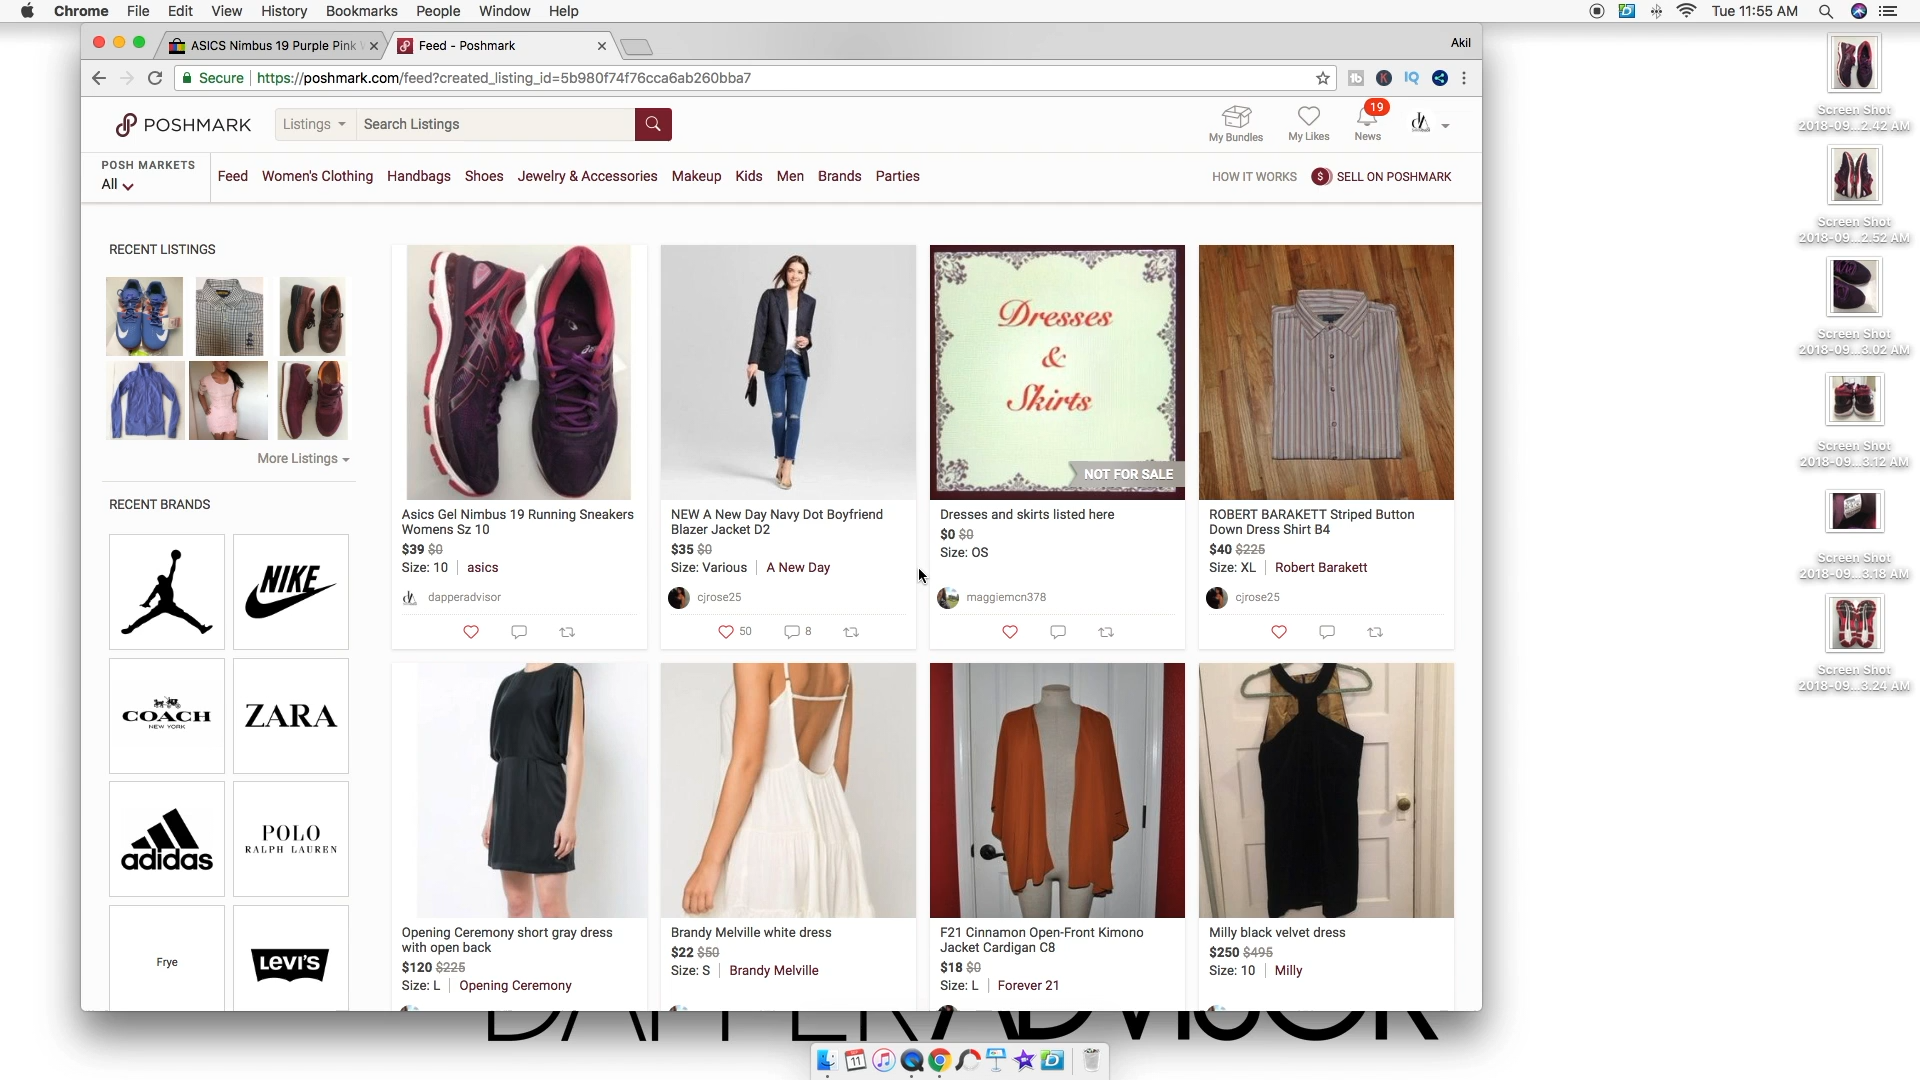 Chrome File Edit View History Bookmarks People Window Help
Tue 11:55 AM
ASICS Nimbus 19 Purple Pink
Feed - Poshmark
Akil
Secure https://poshmark.com/feed?created_listing_id=5b980f74f76cca6ab260bba7
POSHMARK
Listings
Search Listings
My Bundles
My Likes
19
News
POSH MARKETS
All
Feed Women's Clothing Handbags Shoes Jewelry & Accessories Makeup Kids Men Brands Parties
HOW IT WORKS
$ SELL ON POSHMARK
RECENT LISTINGS
More Listings
RECENT BRANDS
NIKE
COACH
NEW YORK
ZARA
adidas
POLO
RALPH LAUREN
Frye
LEVI'S
Asics Gel Nimbus 19 Running Sneakers
Womens Sz 10
$39 $0
Size: 10 asics
dapperadvisor
NEW A New Day Navy Dot Boyfriend
Blazer Jacket D2
$35 $0
Size: Various A New Day
cjrose25
50 8
Dresses
&
Skirts
NOT FOR SALE
Dresses and skirts listed here
$0 $0
Size: OS
maggiemcn378
ROBERT BARAKETT Striped Button
Down Dress Shirt B4
$40 $225
Size: XL Robert Barakett
cjrose25
Opening Ceremony short gray dress
with open back
$120 $225
Size: L Opening Ceremony
Brandy Melville white dress
$22 $50
Size: S Brandy Melville
F21 Cinnamon Open-Front Kimono
Jacket Cardigan C8
$18 $0
Size: L Forever 21
Milly black velvet dress
$250 $495
Size: 10 Milly
Screen Shot
2018-09...2.42 AM
Screen Shot
2018-09...2.52 AM
Screen Shot
2018-09...3.02 AM
Screen Shot
2018-09...3.12 AM
Screen Shot
2018-09...3.18 AM
Screen Shot
2018-09...3.24 AM
DAPPERADVISOR
11